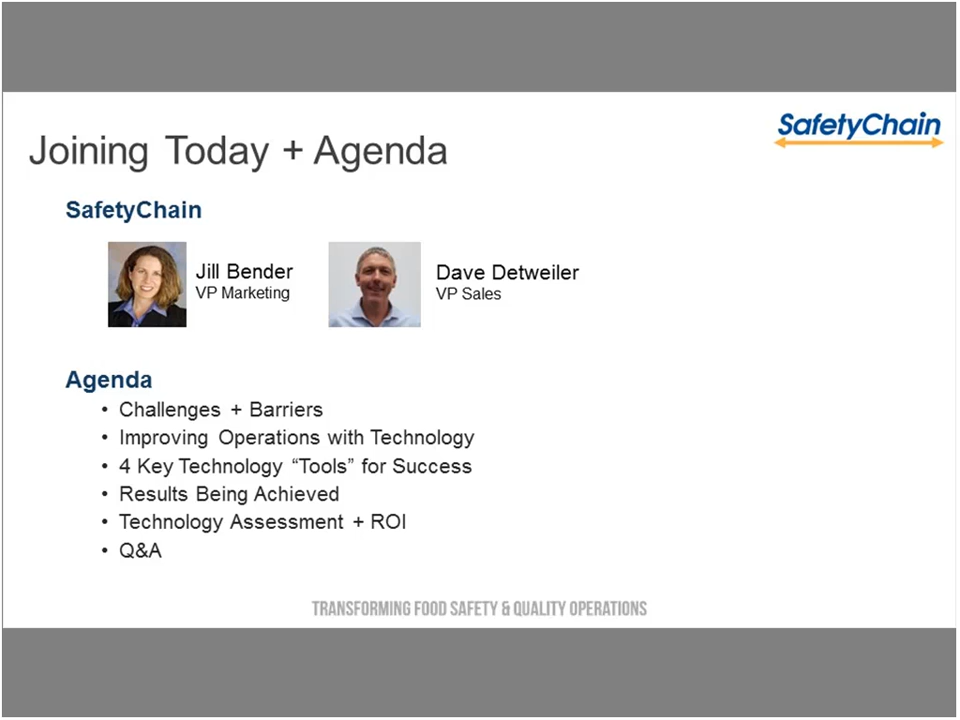 SafetyChain
Joining Today + Agenda
SafetyChain
Jill Bender
VP Marketing
Dave Detweiler
VP Sales
Agenda
• Challenges + Barriers
• Improving Operations with Technology
• 4 Key Technology “Tools” for Success
• Results Being Achieved
• Technology Assessment + ROI
• Q&A
TRANSFORMING FOOD SAFETY & QUALITY OPERATIONS